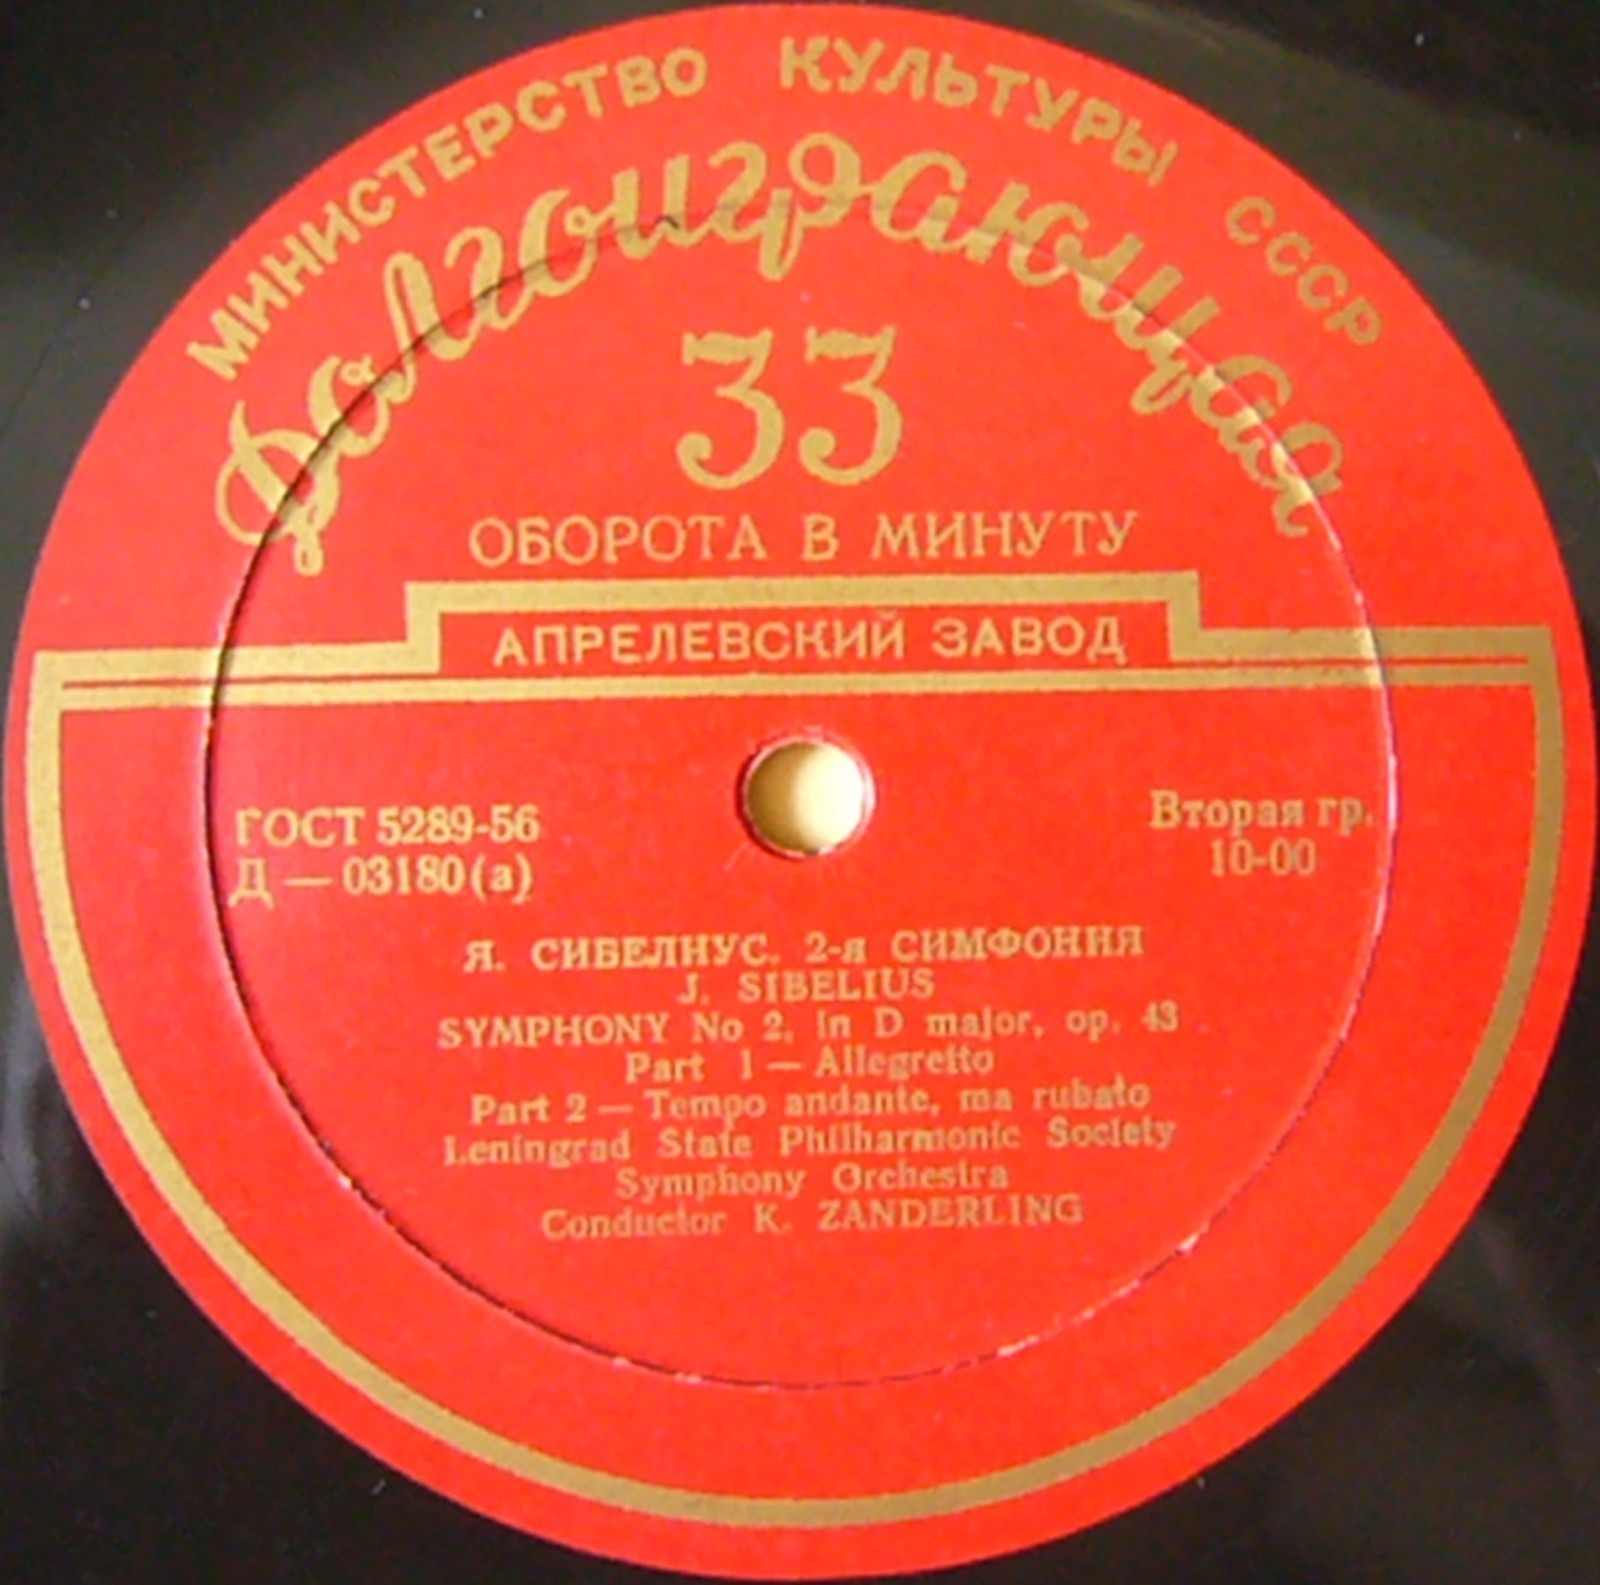 МИНИСТЕРСТВО КУЛЬТУРЫ СССР
Долгоиграющая
33
ОБОРОТА В МИНУТУ
АПРЕЛЕВСКИЙ ЗАВОД
ГОСТ 5289-56
Д — 03180(а)
Вторая гр.
10-00
Я. СИБЕЛИУС. 2-я СИМФОНИЯ
J. SIBELIUS
SYMPHONY No 2, in D major, op. 43
Part 1 — Allegretto
Part 2 — Tempo andante, ma rubato
Leningrad State Philharmonic Society
Symphony Orchestra
Conductor K. ZANDERLING